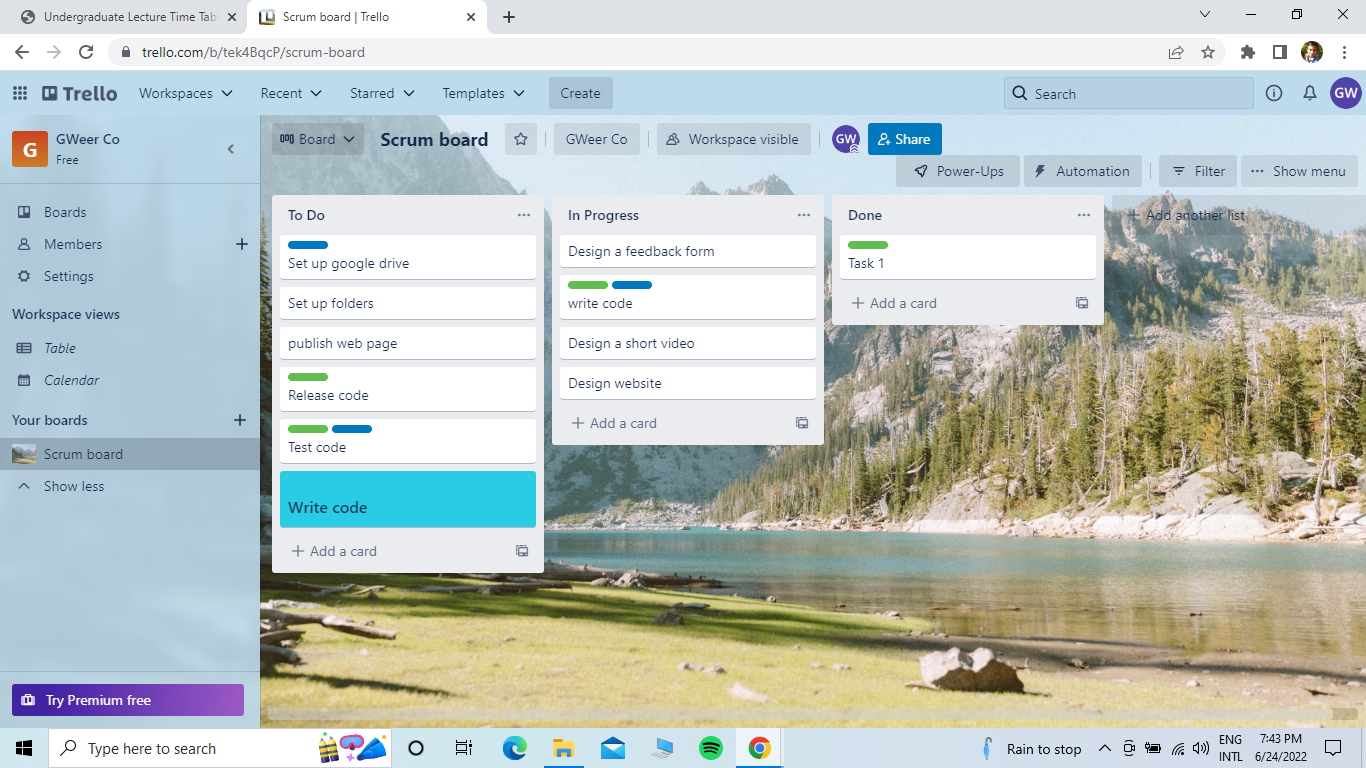 Undergraduate Lecture Time Tab
Scrum board | Trello
trello.com/b/tek4BqcP/scrum-board
Trello
Workspaces
Recent
Starred
Templates
Create
Search
GW
G
GWeer Co
Free
Board
Scrum board
GWeer Co
Workspace visible
GW
Share
Power-Ups
Automation
Filter
Show menu
Boards
Members
Settings
Workspace views
Table
Calendar
Your boards
Scrum board
Show less
Try Premium free
To Do
Set up google drive
Set up folders
publish web page
Release code
Test code
Write code
Add a card
In Progress
Design a feedback form
write code
Design a short video
Design website
Add a card
Done
Task 1
Add a card
Add another list
Type here to search
Rain to stop
ENG
INTL
7:43 PM
6/24/2022